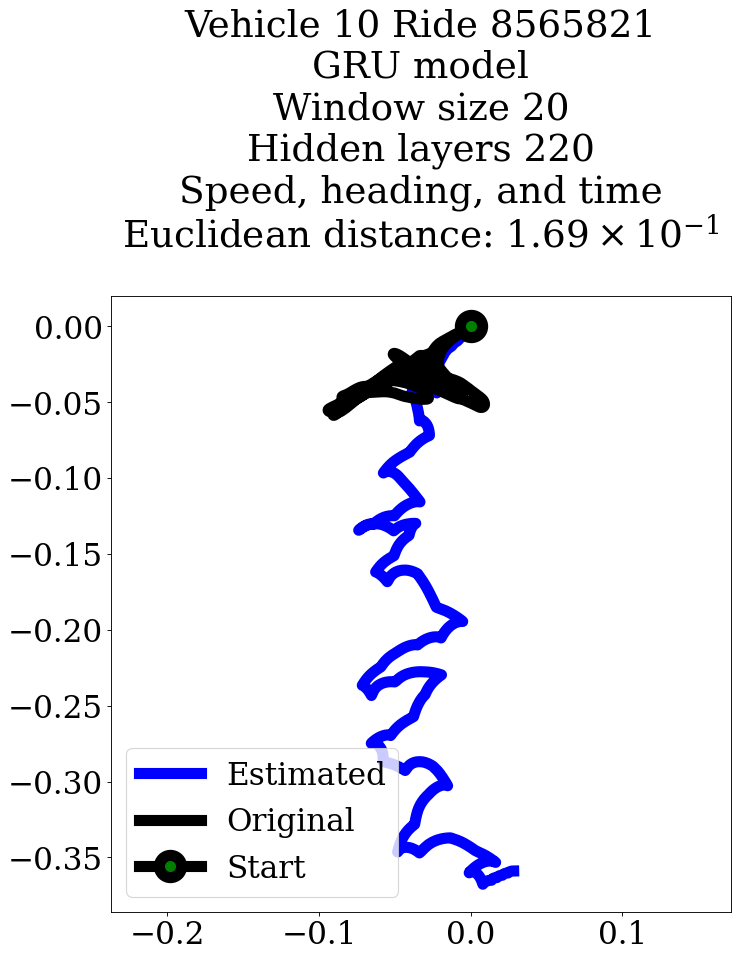 Vehicle 10 Ride 8565821
GRU model
Window size 20
Hidden layers 220
Speed, heading, and time
Euclidean distance: 1.69 × 10⁻¹
0.00
−0.05
−0.10
−0.15
−0.20
−0.25
−0.30
−0.35
Estimated
Original
Start
−0.2
−0.1
0.0
0.1